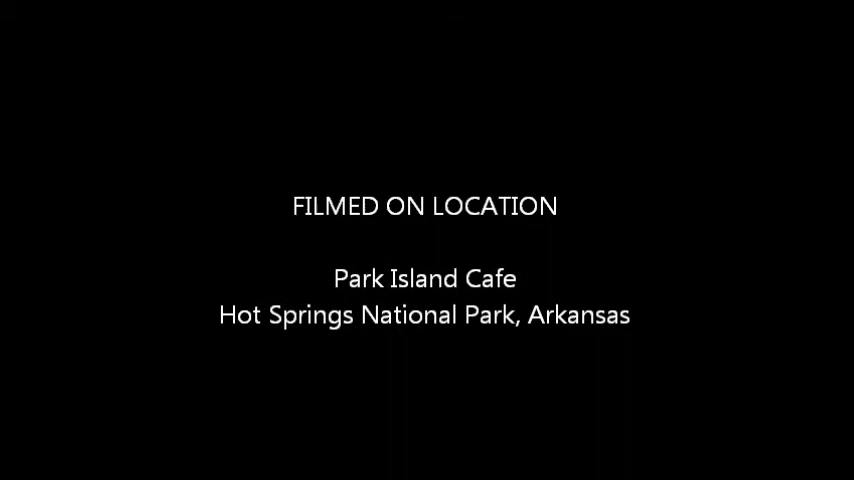 FILMED ON LOCATION
Park Island Cafe
Hot Springs National Park, Arkansas